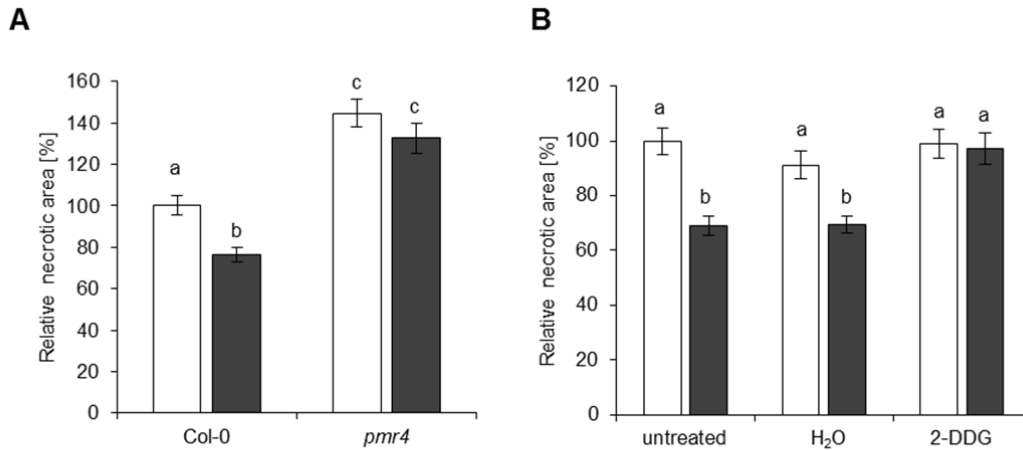 A
Relative necrotic area [%]
160
140
120
100
80
60
40
20
0
a
b
c
c
Col-0
pmr4
B
Relative necrotic area [%]
120
100
80
60
40
20
0
a
b
a
b
a
a
untreated
H₂O
2-DDG